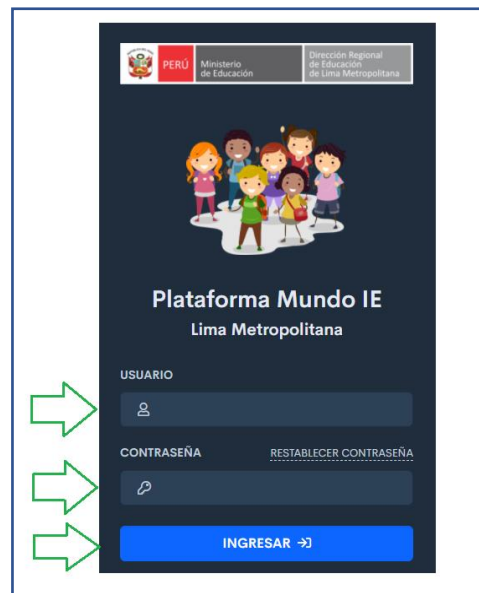 PERÚ
Ministerio
de Educación
Dirección Regional
de Educación
de Lima Metropolitana
Plataforma Mundo IE
Lima Metropolitana
USUARIO
CONTRASEÑA RESTABLECER CONTRASEÑA
INGRESAR